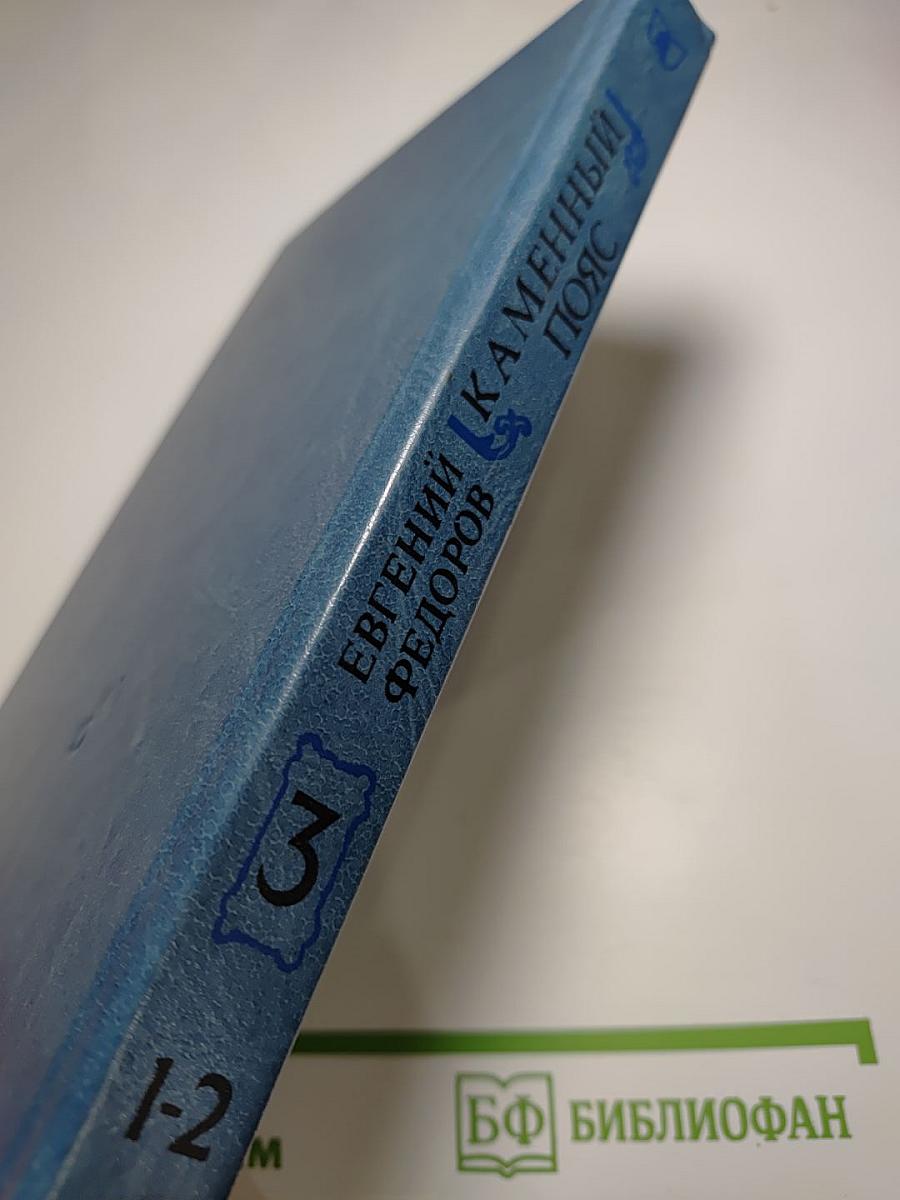 ЕВГЕНИЙ
ФЕДОРОВ
КАМЕННЫЙ
ПОЯС
3
1-2
м
БФ БИБЛИОФАН